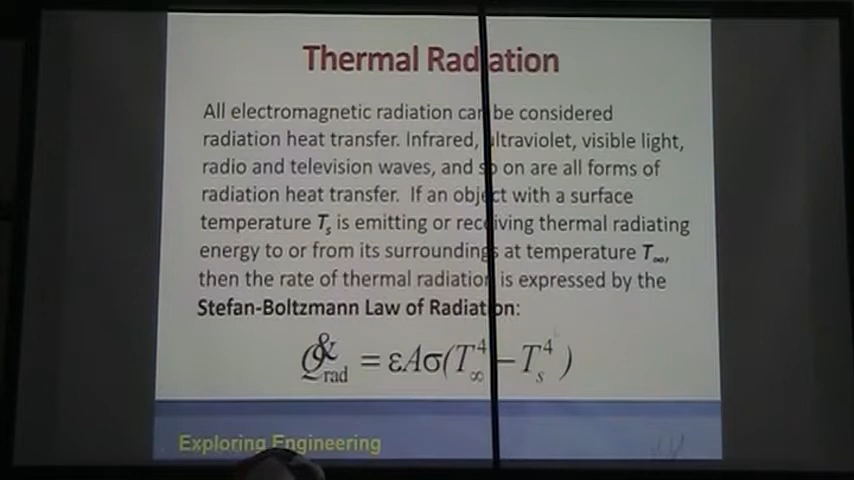 Thermal Radiation
All electromagnetic radiation can be considered
radiation heat transfer. Infrared, ultraviolet, visible light,
radio and television waves, and so on are all forms of
radiation heat transfer. If an object with a surface
temperature Tₛ is emitting or receiving thermal radiating
energy to or from its surroundings at temperature T∞,
then the rate of thermal radiation is expressed by the
Stefan-Boltzmann Law of Radiation:
Q&rad = εAσ(T∞⁴ − Tₛ⁴)
Exploring Engineering